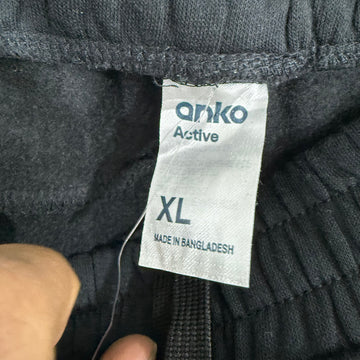 anko
Active
XL
MADE IN BANGLADESH